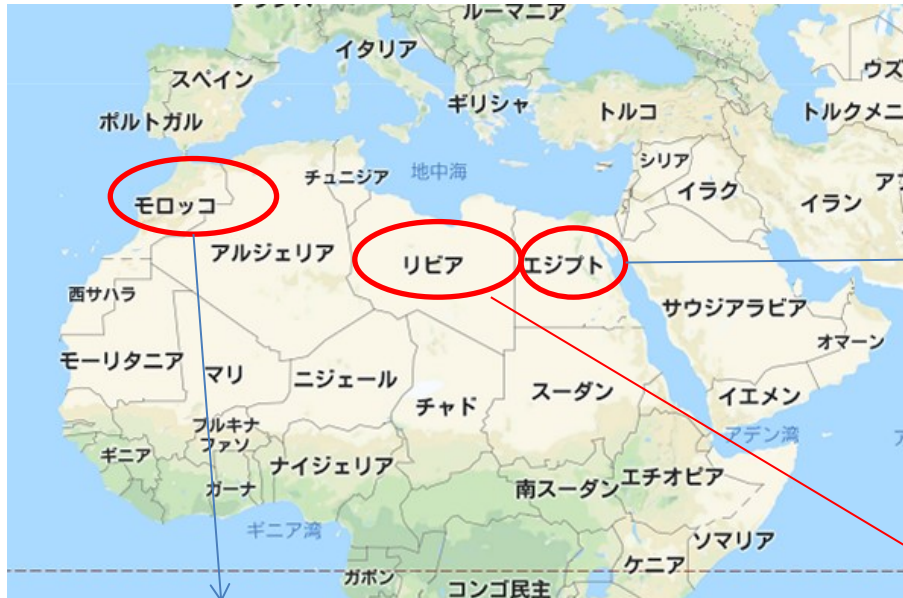 ルーマニア
イタリア
スペイン
ウズ
ギリシャ
トルコ
トルクメニ
ポルトガル
シリア
地中海
チュニジア
イラク
ア
モロッコ
イラン
アルジェリア
リビア
エジプト
西サハラ
サウジアラビア
オマーン
モーリタニア
マリ
ニジェール
スーダン
イエメン
チャド
ブルキナ
ファソ
アデン湾
ア
ギニア
ナイジェリア
エチオピア
ガーナ
南スーダン
ギニア湾
ソマリア
ケニア
ガボン
コンゴ民主